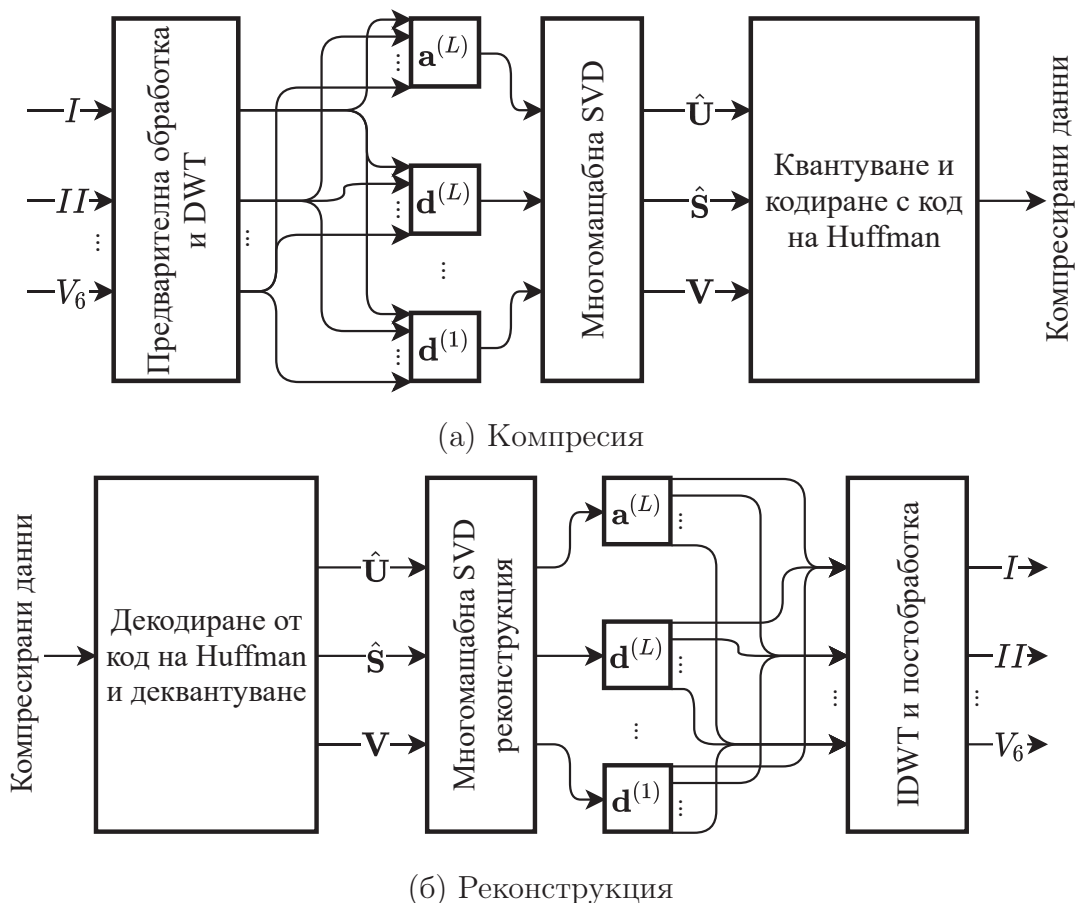 I
II
...
V₆
Предварителна обработка
и DWT
...
a^(L)
...
d^(L)
...
...
d^(1)
...
Многомащабна SVD
Û
Ŝ
V
Квантуване и
кодиране с код
на Huffman
Компресирани данни
(а) Компресия
Компресирани данни
Декодиране от
код на Huffman
и деквантуване
Û
Ŝ
V
Многомащабна SVD
реконструкция
a^(L)
...
d^(L)
...
...
d^(1)
...
...
IDWT и постобработка
I
II
...
V₆
(б) Реконструкция